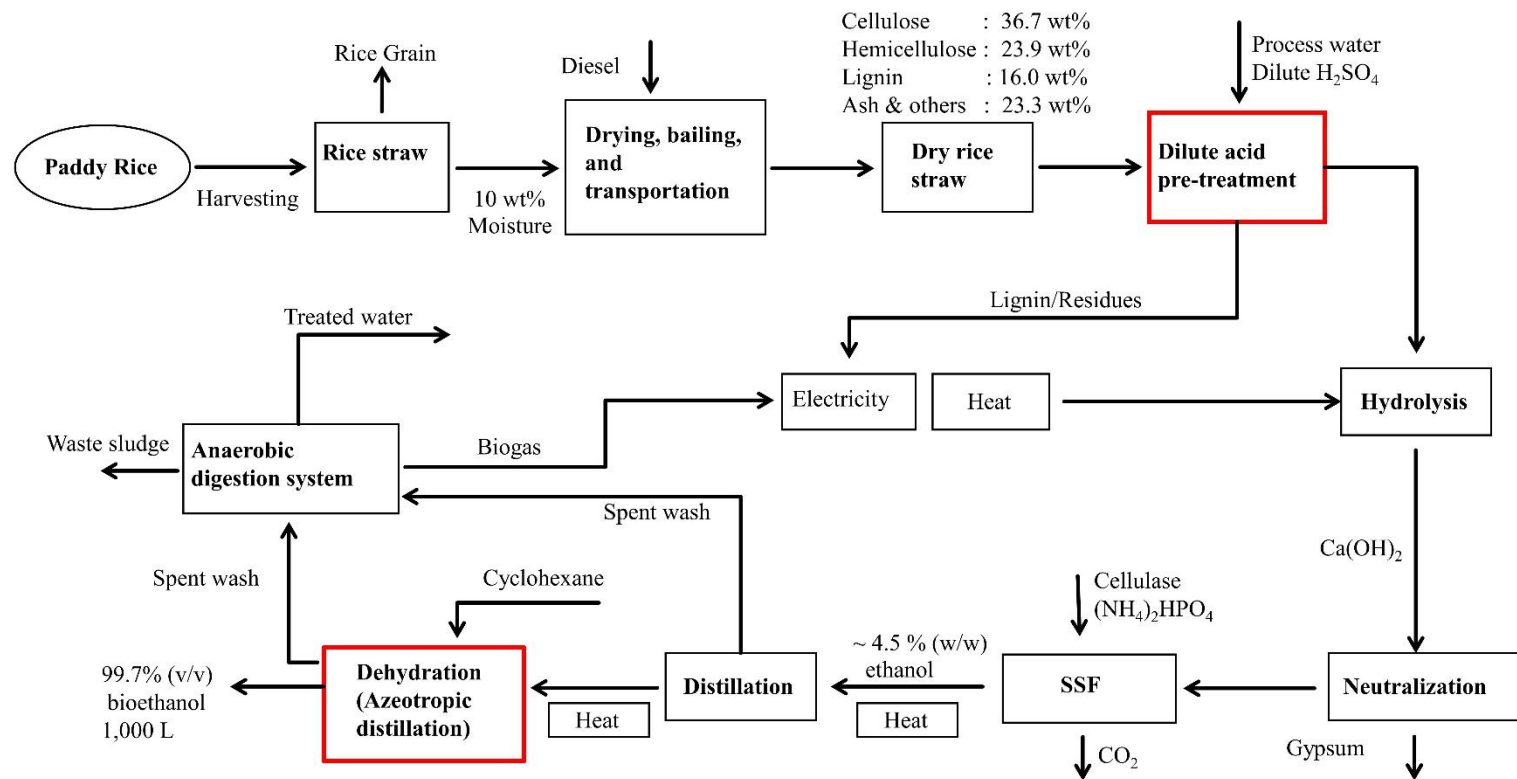 Rice Grain
Diesel
Cellulose : 36.7 wt%
Hemicellulose : 23.9 wt%
Lignin : 16.0 wt%
Ash & others : 23.3 wt%
Process water
Dilute H₂SO₄
Paddy Rice
Harvesting
Rice straw
10 wt%
Moisture
Drying, bailing,
and
transportation
Dry rice
straw
Dilute acid
pre-treatment
Lignin/Residues
Treated water
Electricity
Heat
Hydrolysis
Waste sludge
Anaerobic
digestion system
Biogas
Spent wash
Ca(OH)₂
Spent wash
Cyclohexane
Cellulase
(NH₄)₂HPO₄
99.7% (v/v)
bioethanol
1,000 L
Dehydration
(Azeotropic
distillation)
Heat
Distillation
~ 4.5 % (w/w)
ethanol
Heat
SSF
CO₂
Neutralization
Gypsum